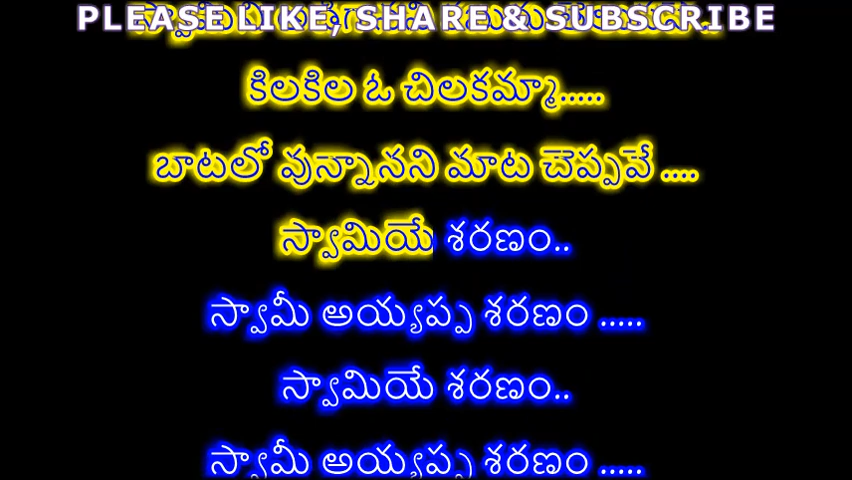 PLEASE LIKE, SHARE & SUBSCRIBE
కిలకిల ఓ చిలకమ్మా.....
బాటలో వున్నానని మాట చెప్పవే ....
స్వామియే శరణం..
స్వామీ అయ్యప్ప శరణం .....
స్వామియే శరణం..
స్వామీ అయ్యప్ప శరణం .....